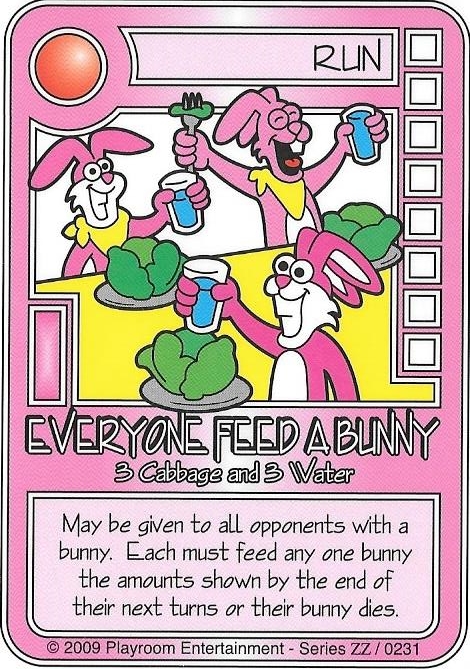 RUN
EVERYONE FEED A BUNNY
3 Cabbage and 3 Water
May be given to all opponents with a
bunny. Each must feed any one bunny
the amounts shown by the end of
their next turns or their bunny dies.
© 2009 Playroom Entertainment - Series ZZ / 0231